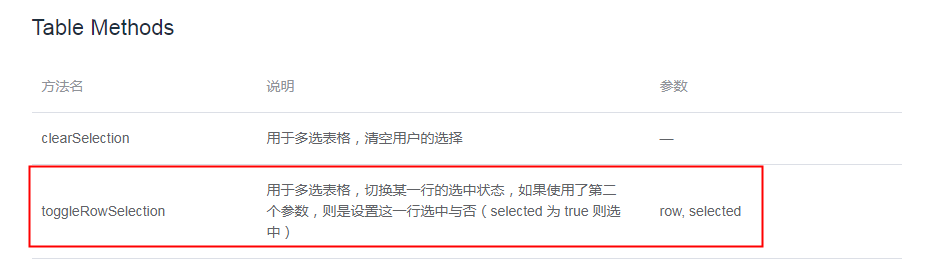 Table Methods
方法名 说明 参数
clearSelection 用于多选表格，清空用户的选择 —
用于多选表格，切换某一行的选中状态，如果使用了第二
toggleRowSelection 个参数，则是设置这一行选中与否（selected 为 true 则选 row, selected
中）